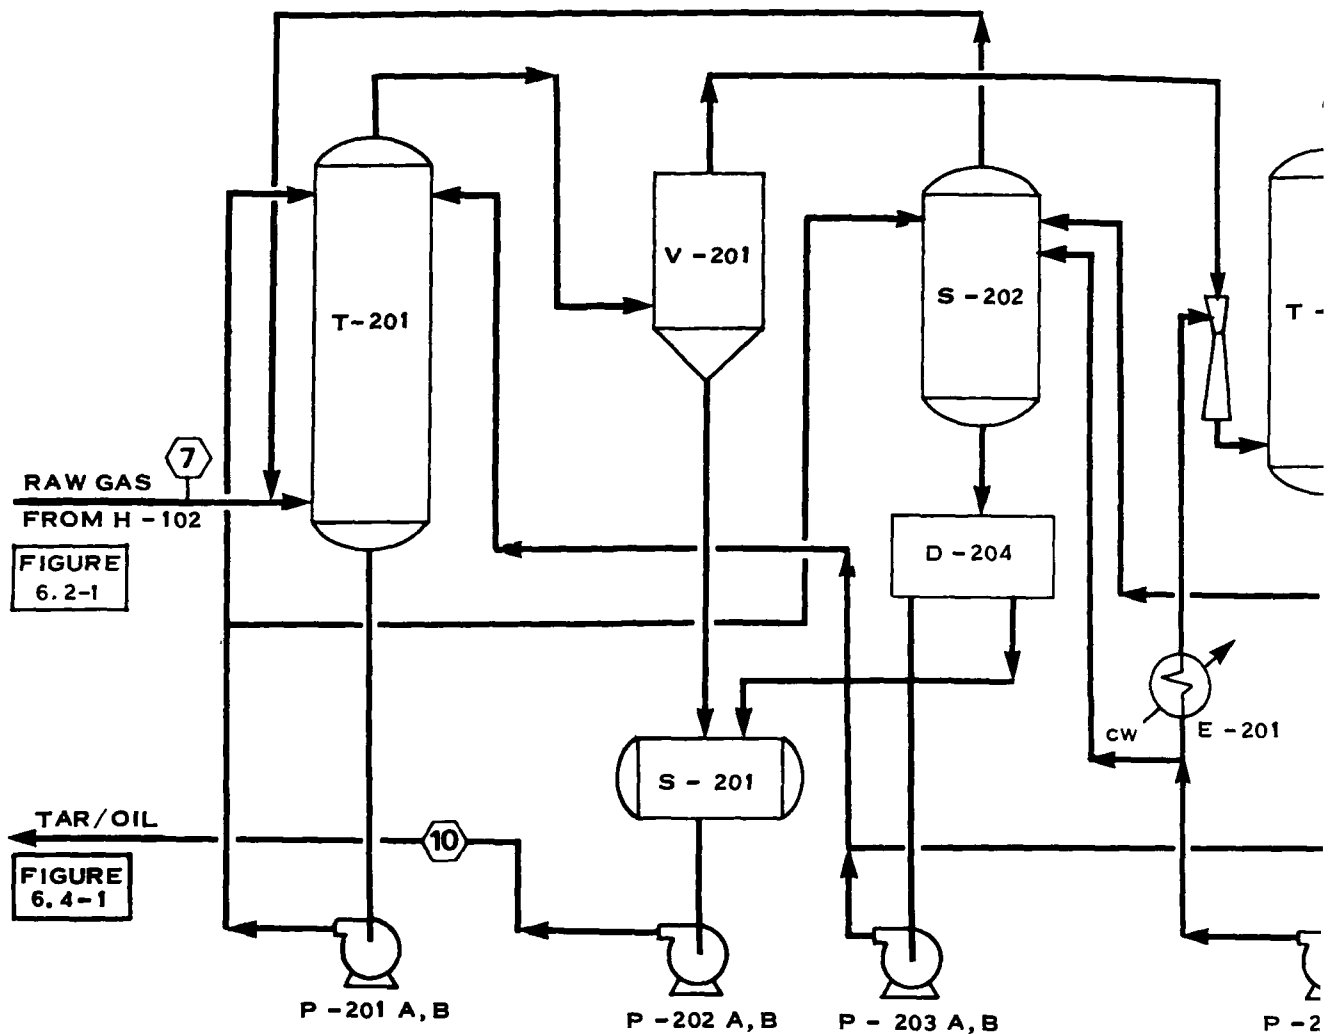 T-201
V-201
S-202
T-
7
RAW GAS
FROM H-102
FIGURE
6.2-1
D-204
CW
E-201
S-201
TAR/OIL
10
FIGURE
6.4-1
P-201 A, B
P-202 A, B
P-203 A, B
P-2